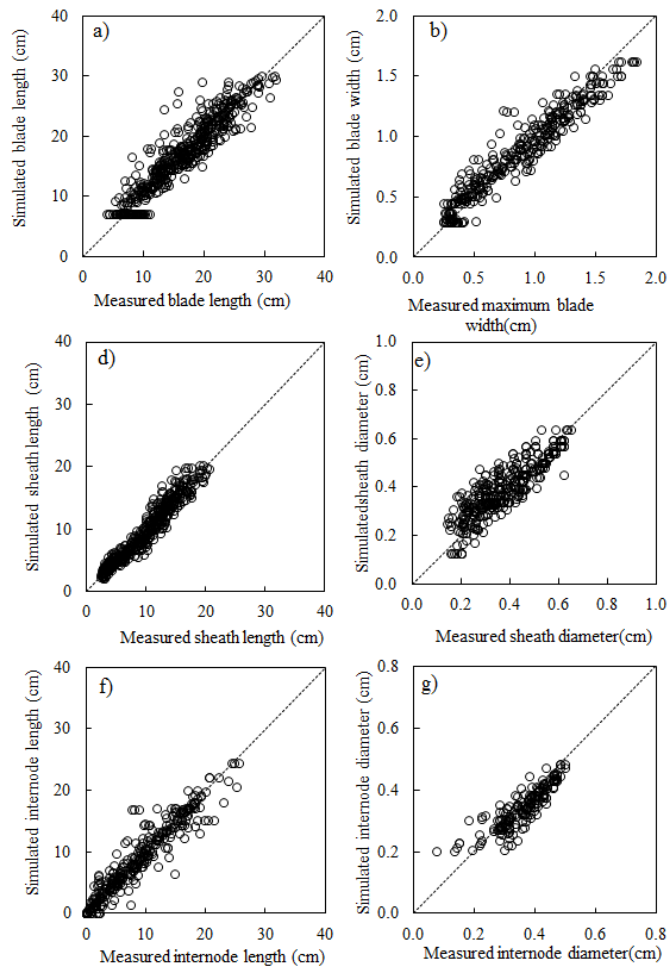 a)
Simulated blade length (cm)
40
30
20
10
0
0 10 20 30 40
Measured blade length (cm)
b)
Simulated blade width (cm)
2.0
1.5
1.0
0.5
0.0
0.0 0.5 1.0 1.5 2.0
Measured maximum blade
width(cm)
d)
Simulated sheath length (cm)
40
30
20
10
0
0 10 20 30 40
Measured sheath length (cm)
e)
Simulatedsheath diameter (cm)
1.0
0.8
0.6
0.4
0.2
0.0
0.0 0.2 0.4 0.6 0.8 1.0
Measured sheath diameter(cm)
f)
Simulated internode length (cm)
40
30
20
10
0
0 10 20 30 40
Measured internode length (cm)
g)
Simulated internode diameter (cm)
0.8
0.6
0.4
0.2
0.0
0.0 0.2 0.4 0.6 0.8
Measured internode diameter(cm)